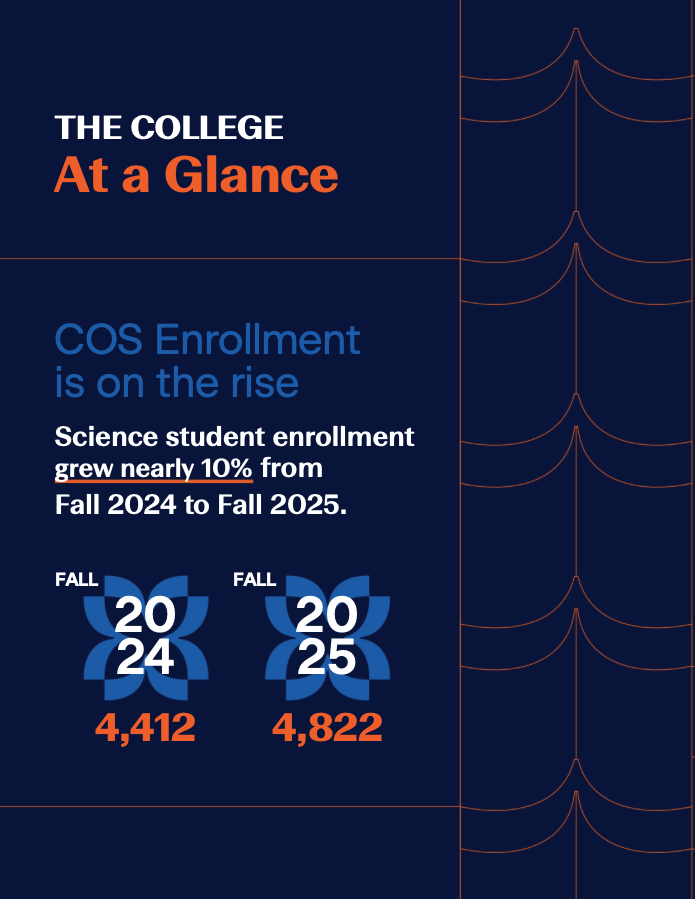 THE COLLEGE
At a Glance
COS Enrollment
is on the rise
Science student enrollment
grew nearly 10% from
Fall 2024 to Fall 2025.
FALL
20
24
4,412
FALL
20
25
4,822